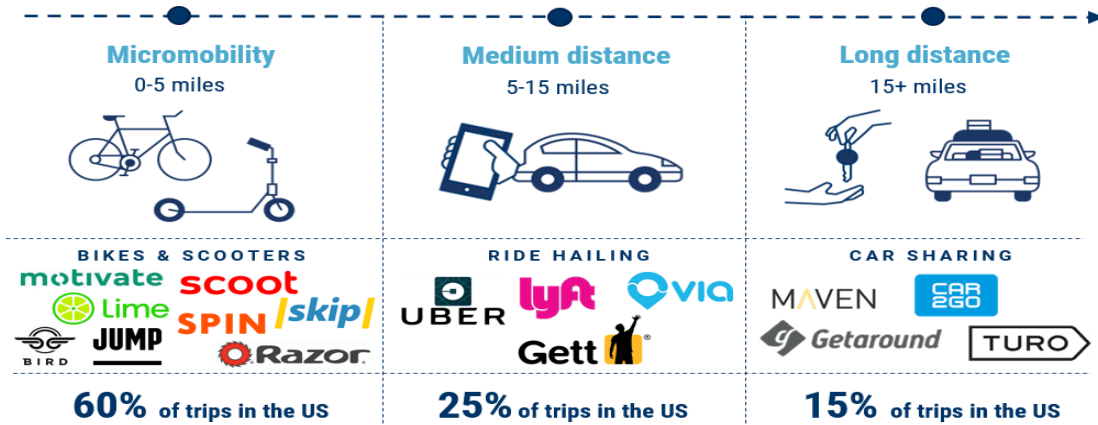 Micromobility
0-5 miles
Medium distance
5-15 miles
Long distance
15+ miles
BIKES & SCOOTERS
motivate
scoot
Lime
SPIN
|skip|
BIRD
JUMP
Razor
RIDE HAILING
UBER
lyft
via
Gett
CAR SHARING
MAVEN
CAR
2GO
Getaround
TURO
60% of trips in the US
25% of trips in the US
15% of trips in the US